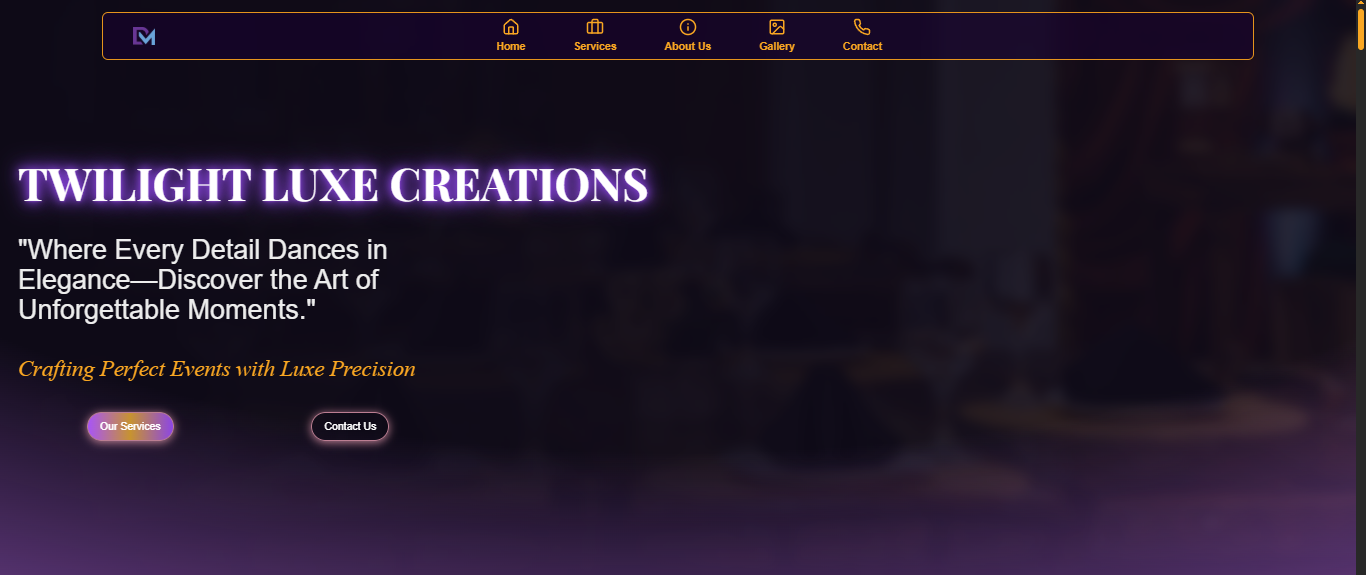 DM
Home
Services
About Us
Gallery
Contact
TWILIGHT LUXE CREATIONS
"Where Every Detail Dances in
Elegance—Discover the Art of
Unforgettable Moments."
Crafting Perfect Events with Luxe Precision
Our Services
Contact Us